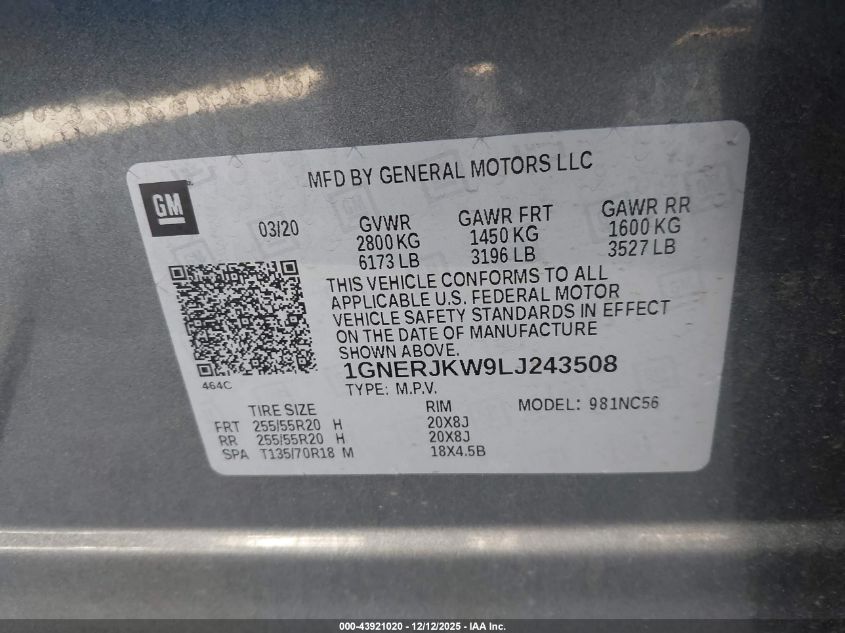 MFD BY GENERAL MOTORS LLC
GM
03/20
GVWR
2800 KG
6173 LB
GAWR FRT
1450 KG
3196 LB
GAWR RR
1600 KG
3527 LB
THIS VEHICLE CONFORMS TO ALL
APPLICABLE U.S. FEDERAL MOTOR
VEHICLE SAFETY STANDARDS IN EFFECT
ON THE DATE OF MANUFACTURE
SHOWN ABOVE.
1GNERJKW9LJ243508
464C
TYPE: M.P.V.
TIRE SIZE RIM MODEL: 981NC56
FRT 255/55R20 H 20X8J
RR 255/55R20 H 20X8J
SPA T135/70R18 M 18X4.5B
000-43921020 - 12/12/2025 - IAA Inc.